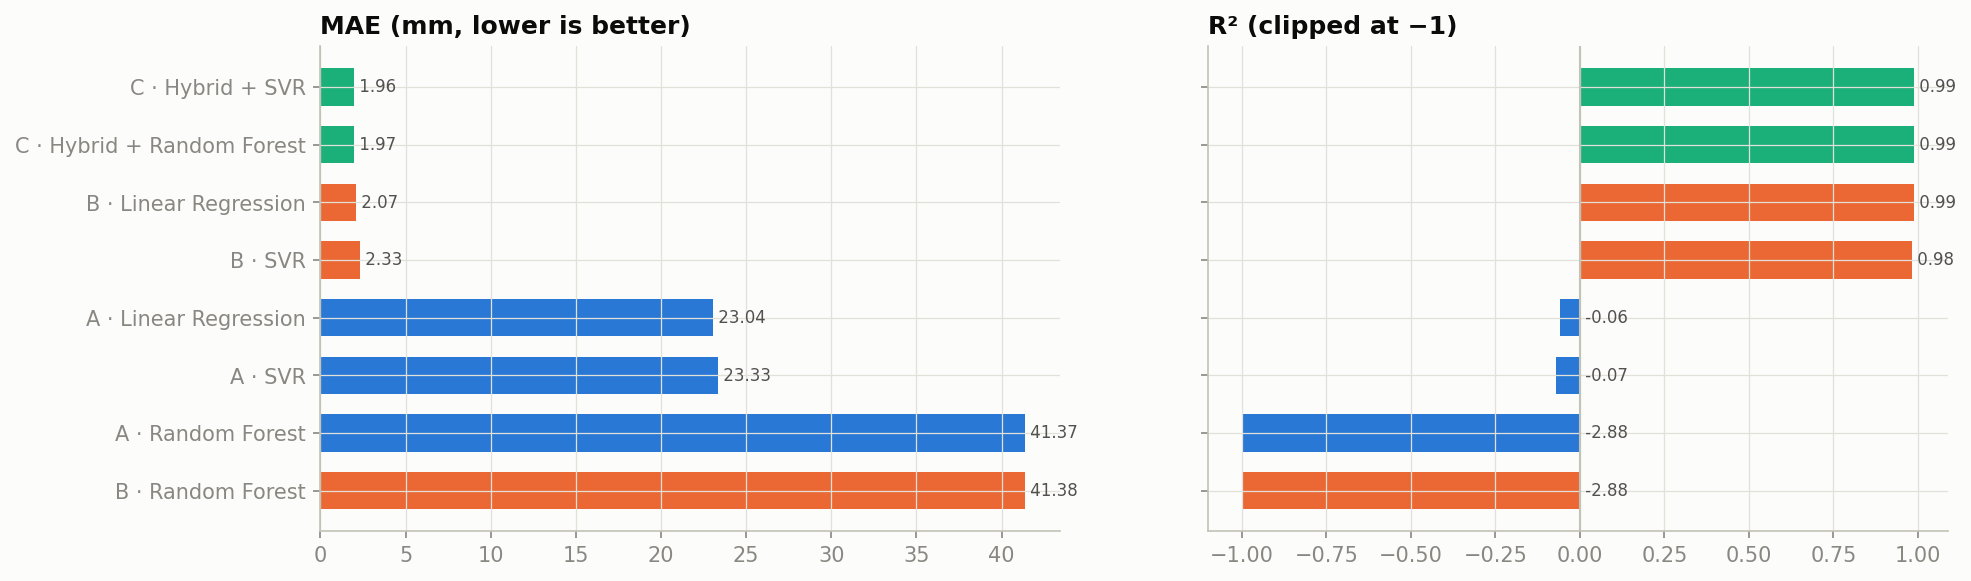 MAE (mm, lower is better)
C · Hybrid + SVR 1.96
C · Hybrid + Random Forest 1.97
B · Linear Regression 2.07
B · SVR 2.33
A · Linear Regression 23.04
A · SVR 23.33
A · Random Forest 41.37
B · Random Forest 41.38
0 5 10 15 20 25 30 35 40
R² (clipped at −1)
0.99
0.99
0.99
0.98
-0.06
-0.07
-2.88
-2.88
−1.00 −0.75 −0.50 −0.25 0.00 0.25 0.50 0.75 1.00